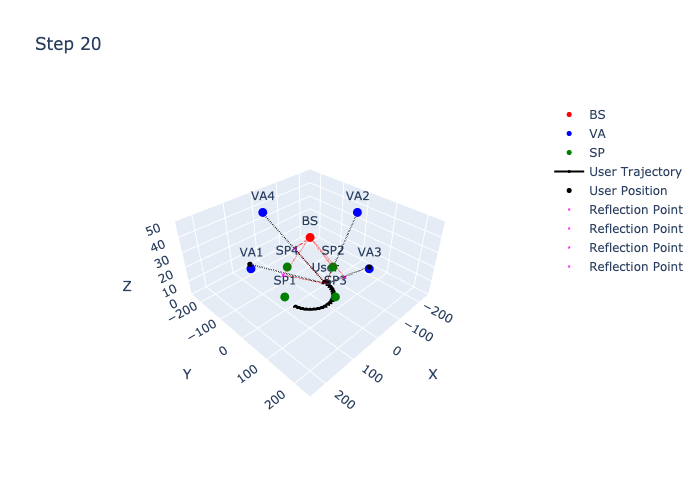 Step 20
BS
VA
SP
User Trajectory
User Position
Reflection Point
Reflection Point
Reflection Point
Reflection Point
VA4
VA2
BS
VA1
SP4
SP2
VA3
User
SP1
SP3
Z
50
40
30
20
10
0
−200
−100
0
100
200
Y
−200
−100
0
100
200
X